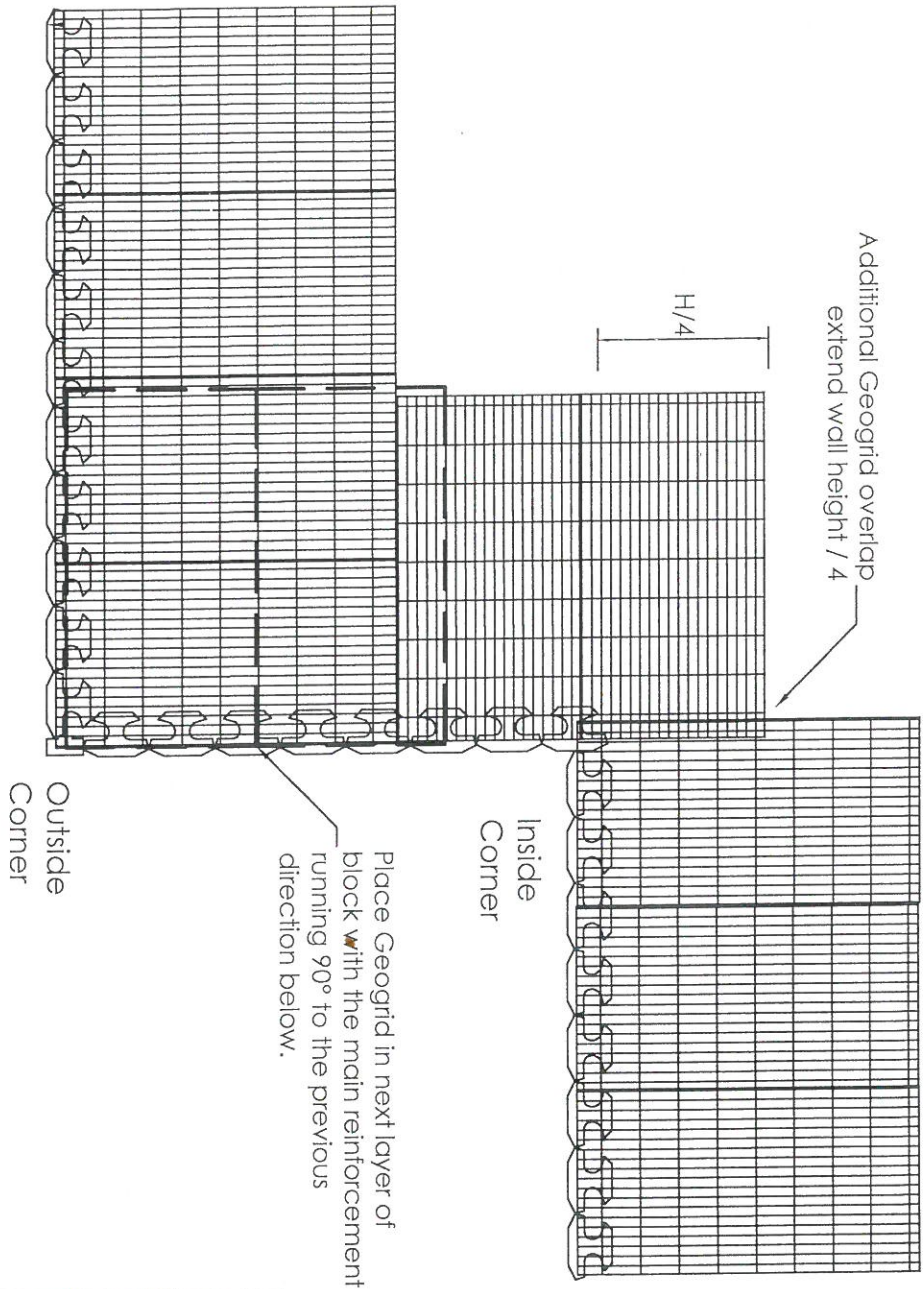 Additional Geogrid overlap
extend wall height / 4
H/4
Inside
Corner
Place Geogrid in next layer of
block with the main reinforcement
running 90° to the previous
direction below.
Outside
Corner